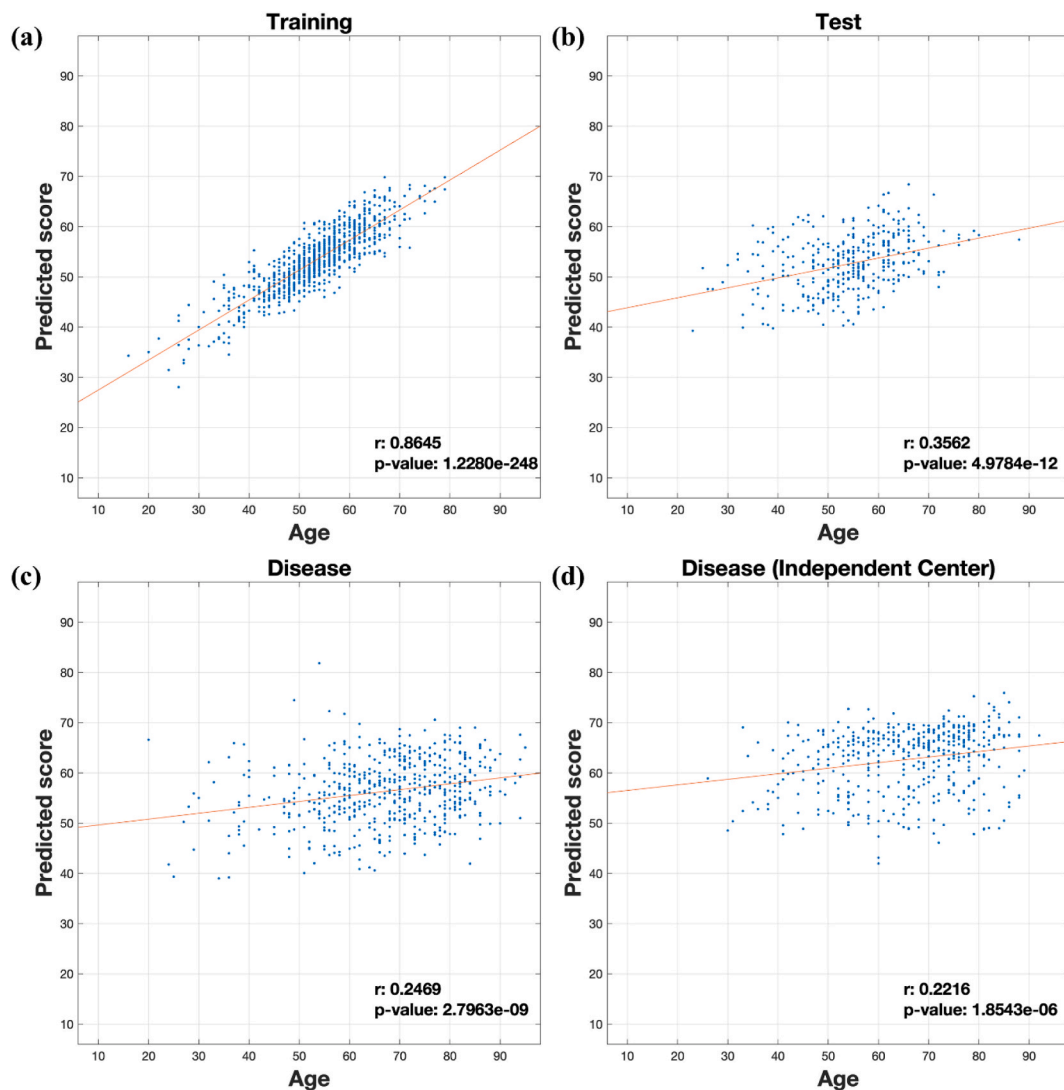 (a)
Training
Predicted score
90
80
70
60
50
40
30
20
10
r: 0.8645
p-value: 1.2280e-248
10 20 30 40 50 60 70 80 90
Age
(b)
Test
Predicted score
90
80
70
60
50
40
30
20
10
r: 0.3562
p-value: 4.9784e-12
10 20 30 40 50 60 70 80 90
Age
(c)
Disease
Predicted score
90
80
70
60
50
40
30
20
10
r: 0.2469
p-value: 2.7963e-09
10 20 30 40 50 60 70 80 90
Age
(d)
Disease (Independent Center)
Predicted score
90
80
70
60
50
40
30
20
10
r: 0.2216
p-value: 1.8543e-06
10 20 30 40 50 60 70 80 90
Age